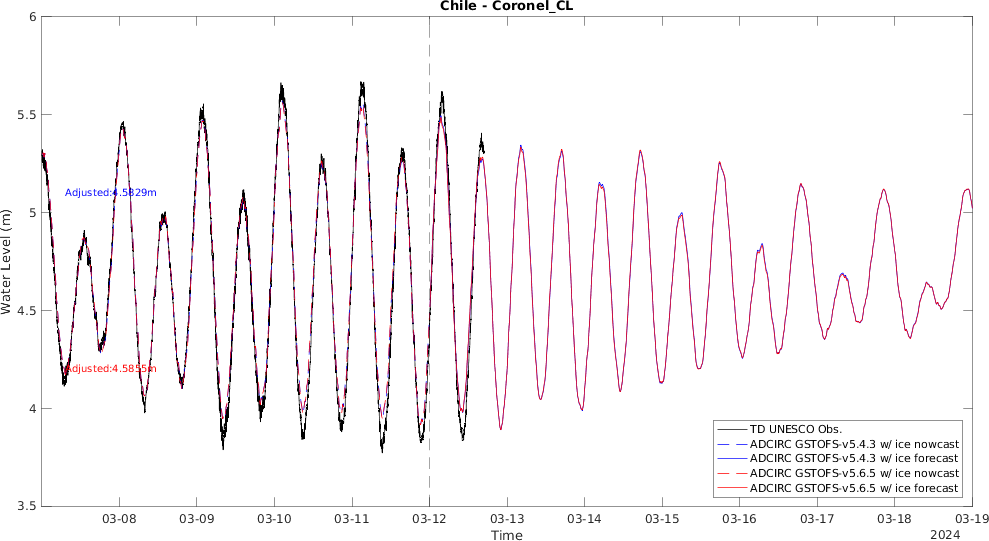 Chile - Coronel_CL
6
5.5
5
4.5
4
3.5
Water Level (m)
Adjusted:4.5829m
Adjusted:4.5855m
TD UNESCO Obs.
ADCIRC GSTOFS-v5.4.3 w/ ice nowcast
ADCIRC GSTOFS-v5.4.3 w/ ice forecast
ADCIRC GSTOFS-v5.6.5 w/ ice nowcast
ADCIRC GSTOFS-v5.6.5 w/ ice forecast
03-08 03-09 03-10 03-11 03-12 03-13 03-14 03-15 03-16 03-17 03-18 03-19
Time
2024